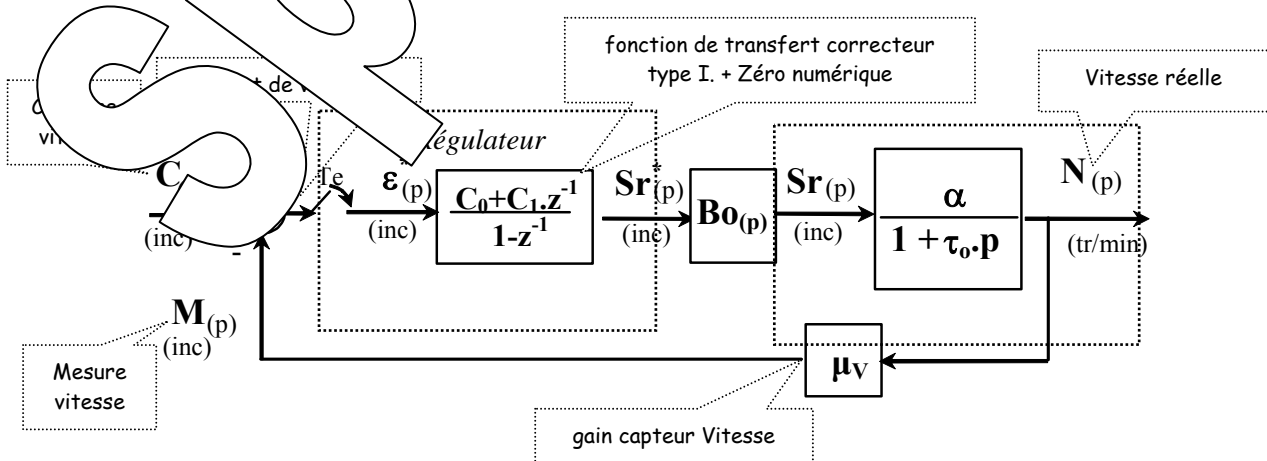 fonction de transfert correcteur
type I. + Zéro numérique
Vitesse réelle
de
C
Te
ε(p)
(inc)
C₀+C₁.z⁻¹
1-z⁻¹
Sr(p)
(inc)
Bo(p)
Sr(p)
(inc)
α
1 + τo.p
N(p)
(tr/min)
(inc)
-
M(p)
(inc)
Mesure
vitesse
μV
gain capteur Vitesse